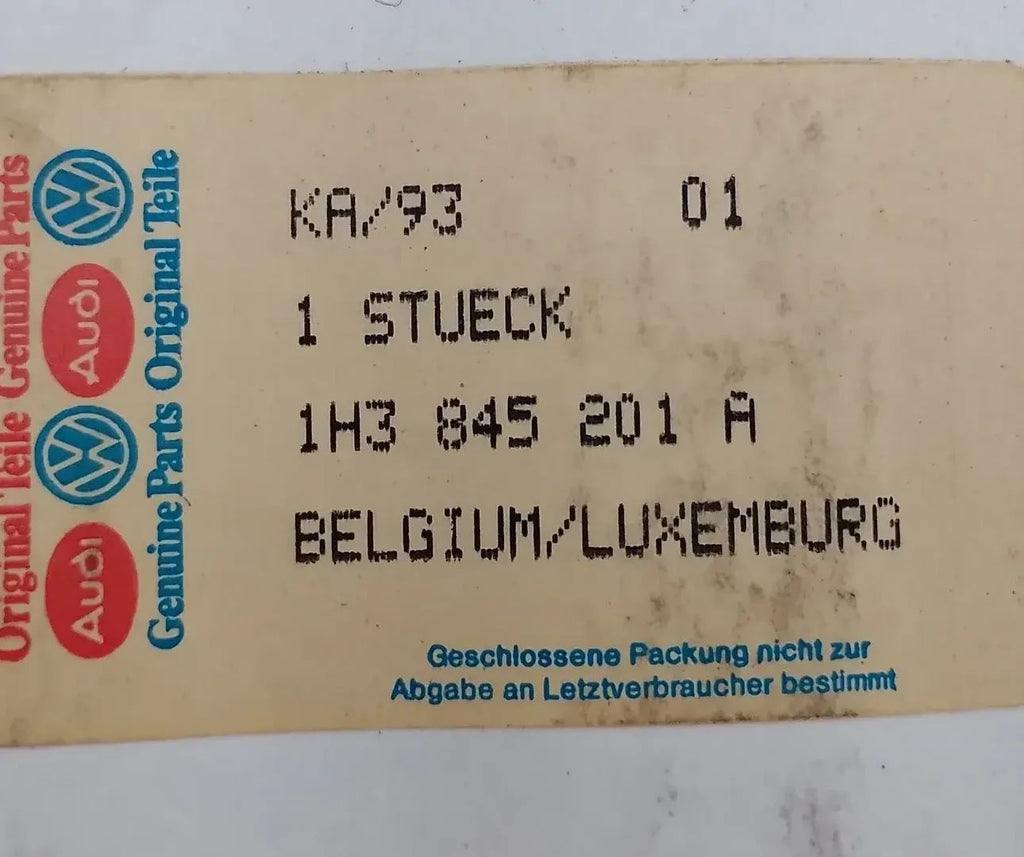 Original Teile Genuine Parts
Audi
Audi
Genuine Parts Original Teile
KA/93 01
1 STUECK
1H3 845 201 A
BELGIUM/LUXEMBURG
Geschlossene Packung nicht zur
Abgabe an Letztverbraucher bestimmt